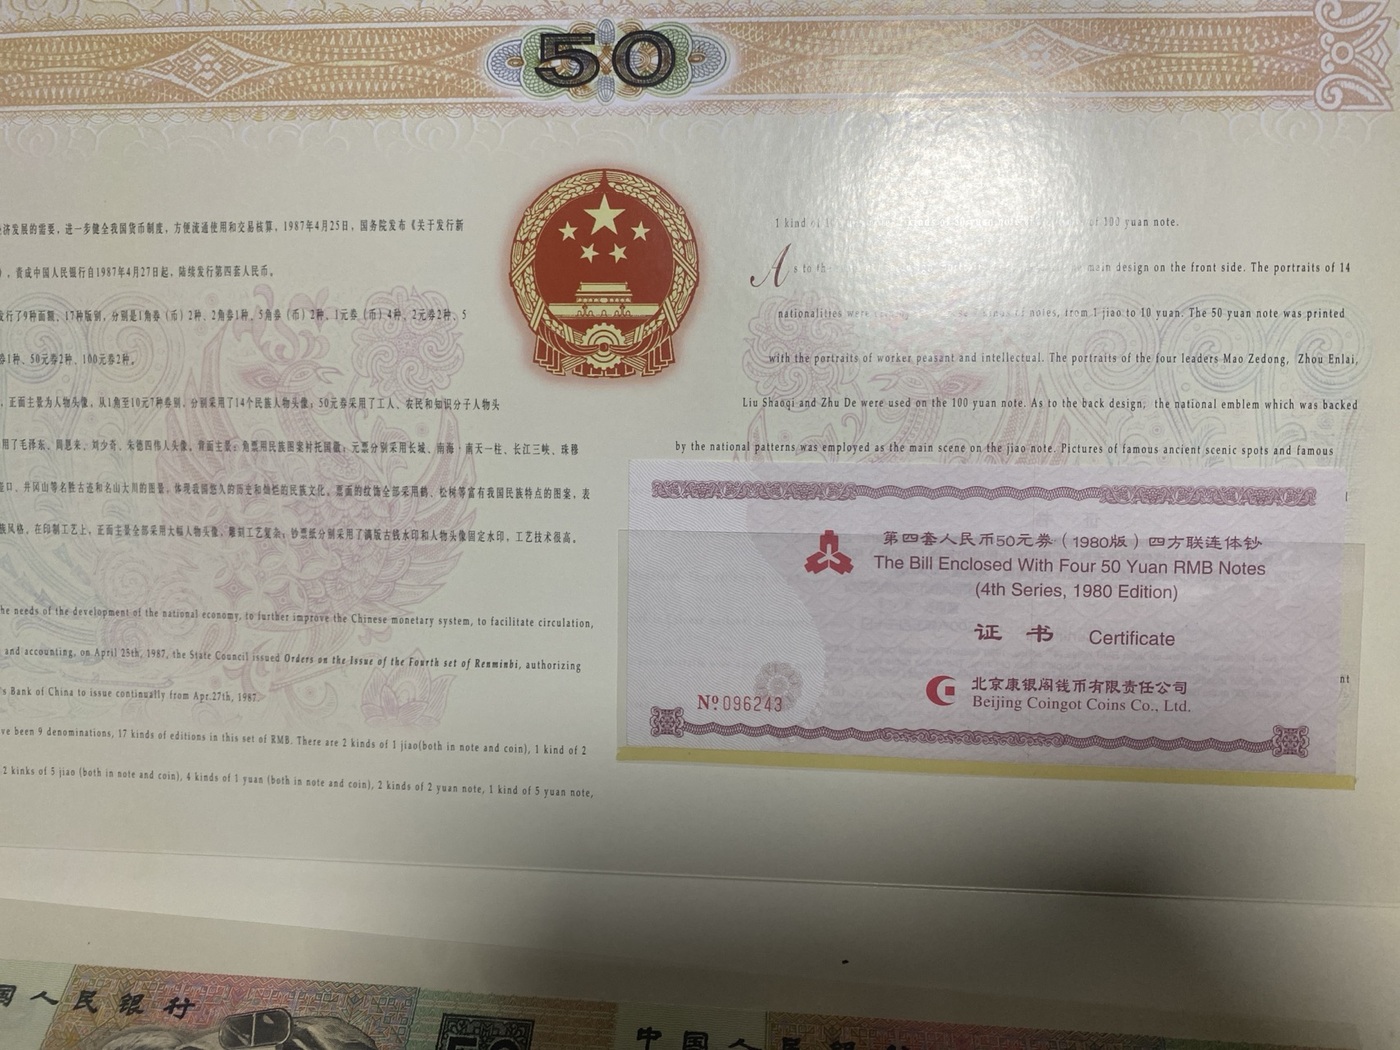 50
济发展的需要，进一步健全我国货币制度，方便流通使用和交易核算，1987年4月25日，国务院发布《关于发行新
，责成中国人民银行自1987年4月27日起，陆续发行第四套人民币。
发行了9种面额、17种版别，分别是1角券（币）2种、2角券1种、5角券（币）2种、1元券（币）4种、2元券2种、5
券1种、50元券2种、100元券2种。
，正面主景为人物头像，从1角至10元7种券别，分别采用了14个民族人物头像；50元券采用了工人、农民和知识分子人物头
用了毛泽东、周恩来、刘少奇、朱德四伟人头像。背面主景：角票用民族图案衬托国徽；元票分别采用长城、南海·南天一柱、长江三峡、珠穆
壶口、井冈山等名胜古迹和名山大川的图景，体现我国悠久的历史和灿烂的民族文化。票面的纹饰全部采用鹤、松树等富有我国民族特点的图案，表
族风格。在印制工艺上，正面主景全部采用大幅人物头像，雕刻工艺复杂；钞票纸分别采用了满版古钱水印和人物头像固定水印，工艺技术很高。
he needs of the development of the national economy, to further improve the Chinese monetary system, to facilitate circulation,
and accounting, on April 25th, 1987, the State Council issued Orders on the Issue of the Fourth set of Renminbi, authorizing
's Bank of China to issue continually from Apr.27th, 1987.
ve been 9 denominations, 17 kinds of editions in this set of RMB. There are 2 kinds of 1 jiao(both in note and coin), 1 kind of 2
2 kinks of 5 jiao (both in note and coin), 4 kinds of 1 yuan (both in note and coin), 2 kinds of 2 yuan note, 1 kind of 5 yuan note,
1 kind of 10 of 100 yuan note.
As to th main design on the front side. The portraits of 14
nationalities were of notes, from 1 jiao to 10 yuan. The 50 yuan note was printed
with the portraits of worker peasant and intellectual. The portraits of the four leaders Mao Zedong, Zhou Enlai,
Liu Shaoqi and Zhu De were used on the 100 yuan note. As to the back design; the national emblem which was backed
by the national patterns was employed as the main scene on the jiao note. Pictures of famous ancient scenic spots and famous
nt
第四套人民币50元券（1980版）四方联连体钞
The Bill Enclosed With Four 50 Yuan RMB Notes
(4th Series, 1980 Edition)
证书 Certificate
北京康银阁钱币有限责任公司
Beijing Coingot Coins Co., Ltd.
№096243
国人民银行
中国人民银行
50